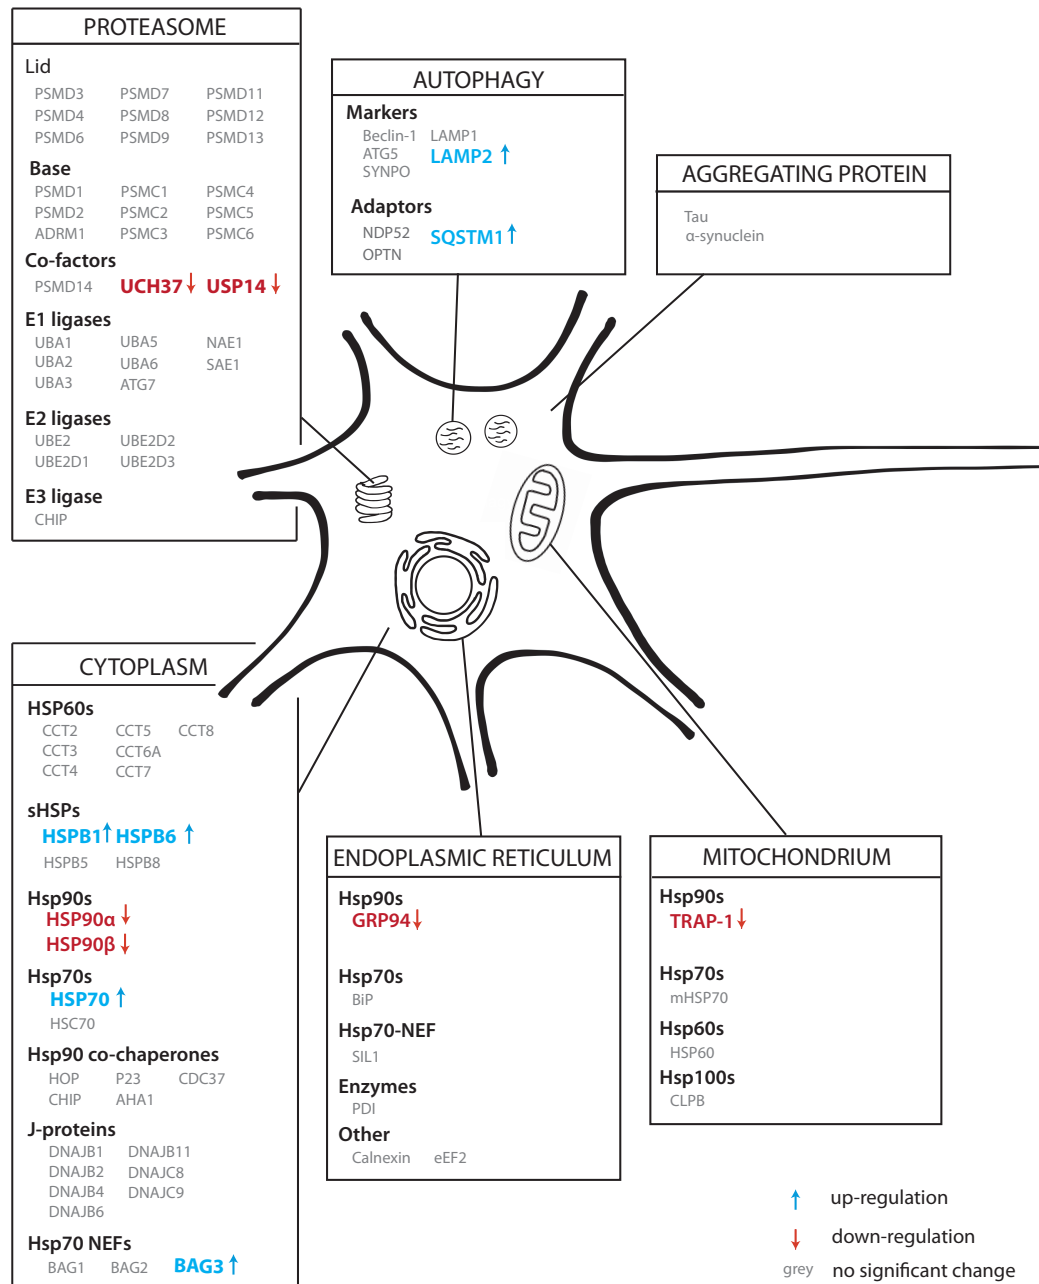 PROTEASOME
Lid
PSMD3 PSMD7 PSMD11
PSMD4 PSMD8 PSMD12
PSMD6 PSMD9 PSMD13
Base
PSMD1 PSMC1 PSMC4
PSMD2 PSMC2 PSMC5
ADRM1 PSMC3 PSMC6
Co-factors
PSMD14 UCH37↓ USP14↓
E1 ligases
UBA1 UBA5 NAE1
UBA2 UBA6 SAE1
UBA3 ATG7
E2 ligases
UBE2 UBE2D2
UBE2D1 UBE2D3
E3 ligase
CHIP
AUTOPHAGY
Markers
Beclin-1 LAMP1
ATG5 LAMP2 ↑
SYNPO
Adaptors
NDP52 SQSTM1↑
OPTN
AGGREGATING PROTEIN
Tau
α-synuclein
CYTOPLASM
HSP60s
CCT2 CCT5 CCT8
CCT3 CCT6A
CCT4 CCT7
sHSPs
HSPB1↑ HSPB6 ↑
HSPB5 HSPB8
Hsp90s
HSP90α ↓
HSP90β ↓
Hsp70s
HSP70 ↑
HSC70
Hsp90 co-chaperones
HOP P23 CDC37
CHIP AHA1
J-proteins
DNAJB1 DNAJB11
DNAJB2 DNAJC8
DNAJB4 DNAJC9
DNAJB6
Hsp70 NEFs
BAG1 BAG2 BAG3 ↑
ENDOPLASMIC RETICULUM
Hsp90s
GRP94↓
Hsp70s
BiP
Hsp70-NEF
SIL1
Enzymes
PDI
Other
Calnexin eEF2
MITOCHONDRIUM
Hsp90s
TRAP-1↓
Hsp70s
mHSP70
Hsp60s
HSP60
Hsp100s
CLPB
↑ up-regulation
↓ down-regulation
grey no significant change